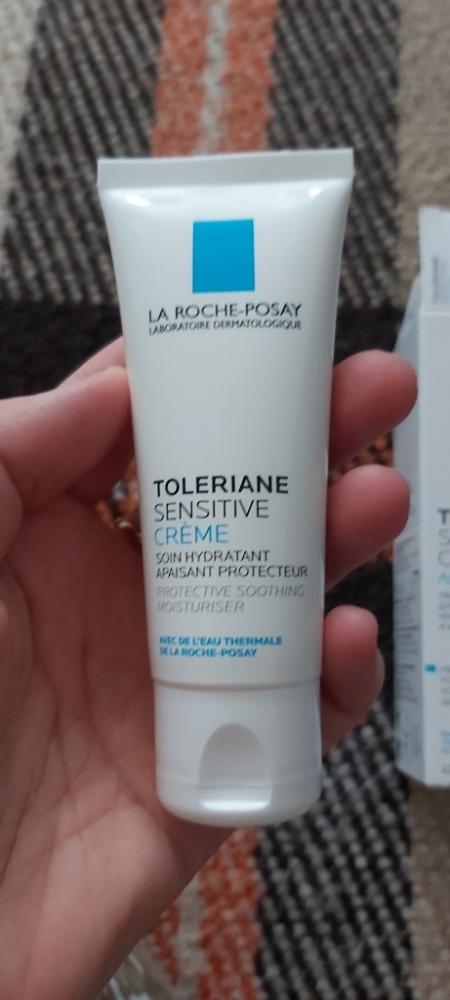 LA ROCHE-POSAY
LABORATOIRE DERMATOLOGIQUE
TOLERIANE
SENSITIVE
CRÈME
SOIN HYDRATANT
APAISANT PROTECTEUR
PROTECTIVE SOOTHING
MOISTURISER
AVEC DE L'EAU THERMALE
DE LA ROCHE-POSAY